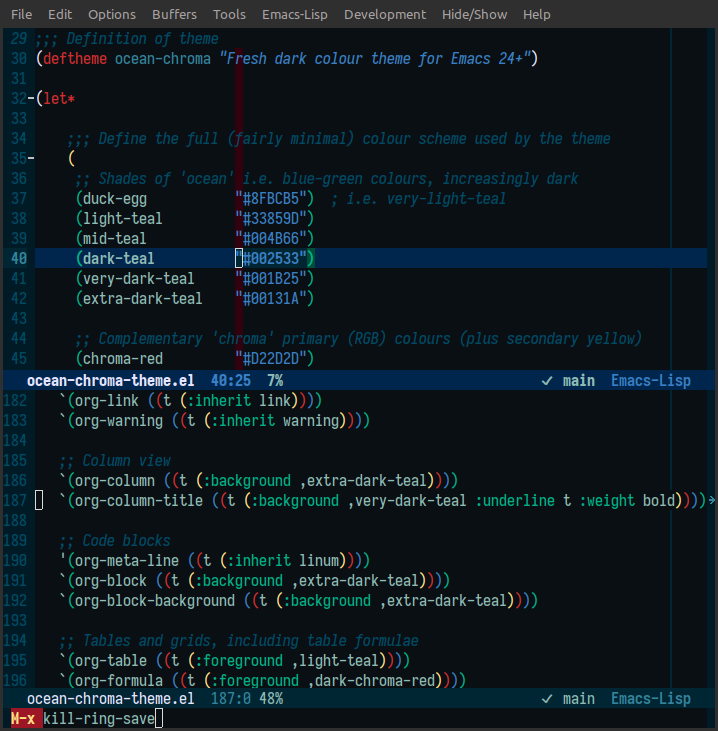 File Edit Options Buffers Tools Emacs-Lisp Development Hide/Show Help
29 ;;; Definition of theme
30 (deftheme ocean-chroma "Fresh dark colour theme for Emacs 24+")
31
32 (let*
33
34 ;;; Define the full (fairly minimal) colour scheme used by the theme
35 (
36 ;; Shades of 'ocean' i.e. blue-green colours, increasingly dark
37 (duck-egg "#8FBCB5") ; i.e. very-light-teal
38 (light-teal "#33859D")
39 (mid-teal "#004B66")
40 (dark-teal "#002533")
41 (very-dark-teal "#001B25")
42 (extra-dark-teal "#00131A")
43
44 ;; Complementary 'chroma' primary (RGB) colours (plus secondary yellow)
45 (chroma-red "#D22D2D")
ocean-chroma-theme.el 40:25 7% ✓ main Emacs-Lisp
182 `(org-link ((t (:inherit link))))
183 `(org-warning ((t (:inherit warning))))
184
185 ;; Column view
186 `(org-column ((t (:background ,extra-dark-teal))))
187 `(org-column-title ((t (:background ,very-dark-teal :underline t :weight bold))))
188
189 ;; Code blocks
190 '(org-meta-line ((t (:inherit linum))))
191 `(org-block ((t (:background ,extra-dark-teal))))
192 `(org-block-background ((t (:background ,extra-dark-teal))))
193
194 ;; Tables and grids, including table formulae
195 `(org-table ((t (:foreground ,light-teal))))
196 `(org-formula ((t (:foreground ,dark-chroma-red))))
ocean-chroma-theme.el 187:0 48% ✓ main Emacs-Lisp
M-x kill-ring-save